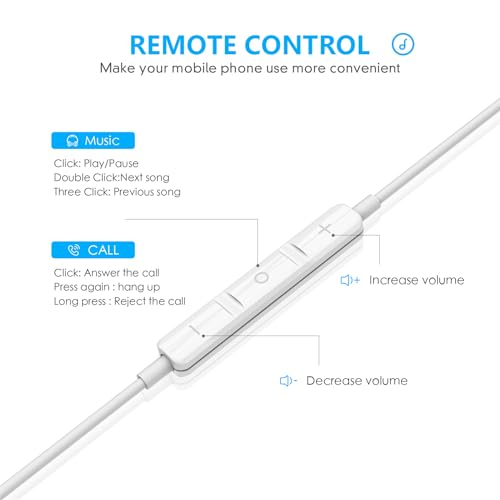 REMOTE CONTROL
Make your mobile phone use more convenient
Music
Click: Play/Pause
Double Click:Next song
Three Click: Previous song
CALL
Click: Answer the call
Press again : hang up
Long press : Reject the call
+ Increase volume
- Decrease volume